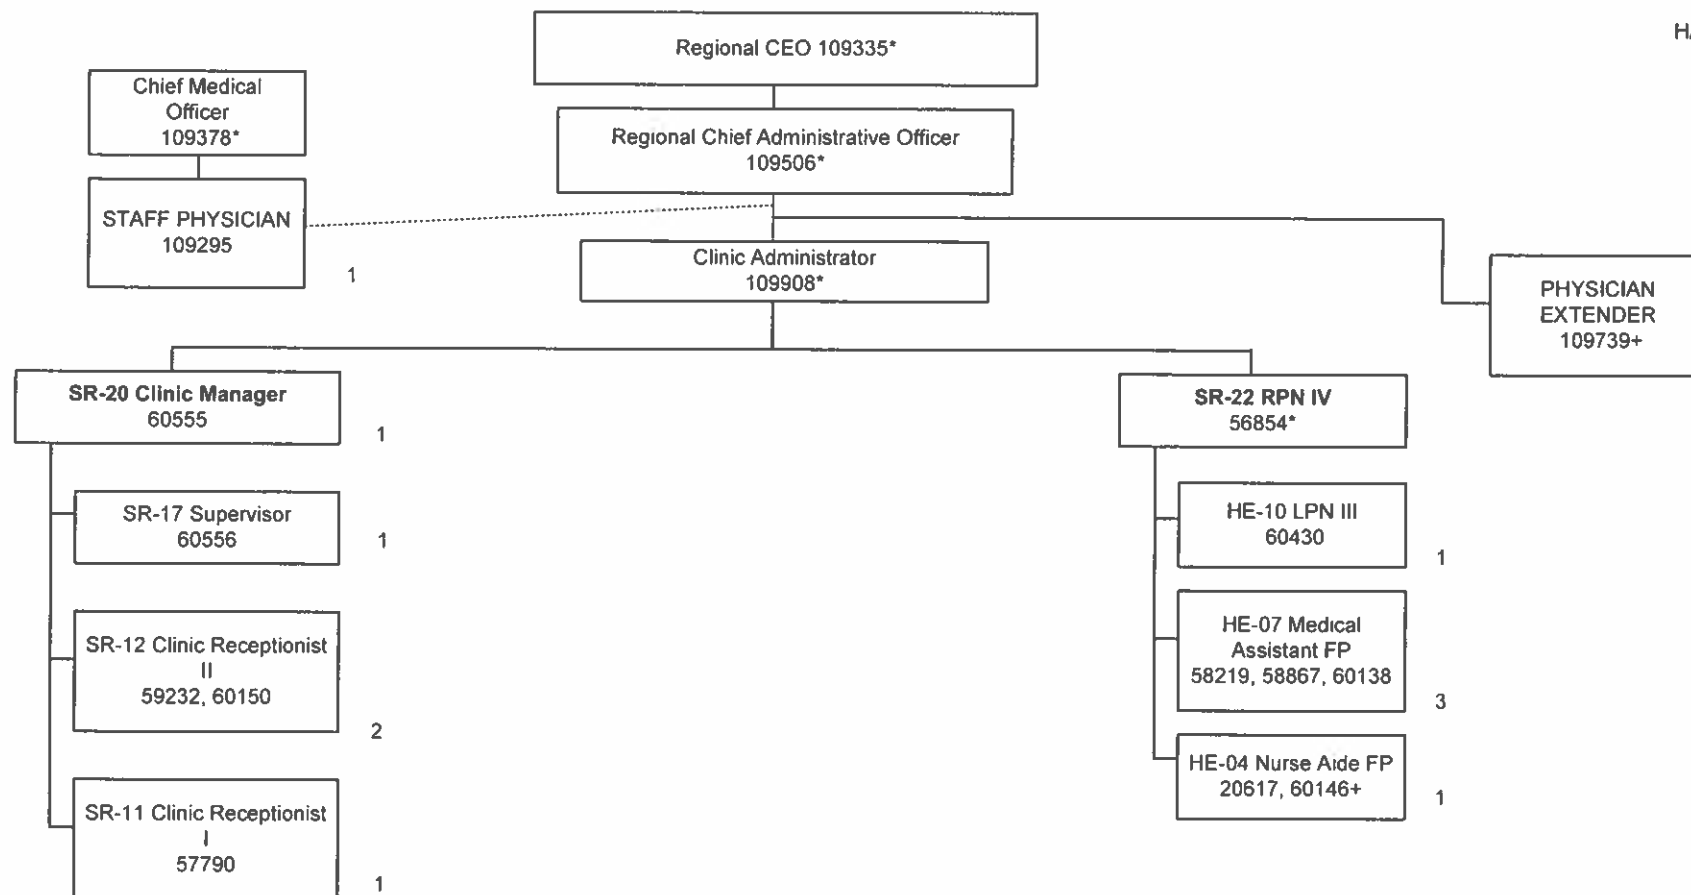 HA
Regional CEO 109335*
Chief Medical
Officer
109378*
Regional Chief Administrative Officer
109506*
STAFF PHYSICIAN
109295
1
Clinic Administrator
109908*
PHYSICIAN
EXTENDER
109739+
SR-20 Clinic Manager
60555
1
SR-22 RPN IV
56854*
SR-17 Supervisor
60556
1
HE-10 LPN III
60430
1
SR-12 Clinic Receptionist
II
59232, 60150
2
HE-07 Medical
Assistant FP
58219, 58867, 60138
3
HE-04 Nurse Aide FP
20617, 60146+
1
SR-11 Clinic Receptionist
I
57790
1